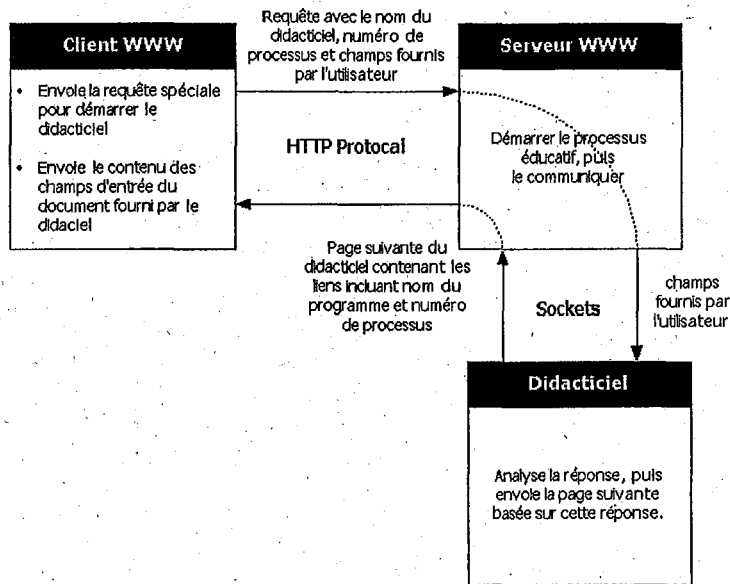 Requête avec le nom du
didacticiel, numéro de
processus et champs fournis
par l'utilisateur
Client WWW
• Envoie la requête spéciale
pour démarrer le
didacticiel
• Envoie le contenu des
champs d'entrée du
document fourni par le
didaciel
HTTP Protocal
Serveur WWW
Démarrer le processus
éducatif, puis
le communiquer
Page suivante du
didacticiel contenant les
liens incluant nom du
programme et numéro
de processus
Sockets
champs
fournis par
l'utilisateur
Didacticiel
Analyse la réponse, puis
envoie la page suivante
basée sur cette réponse.